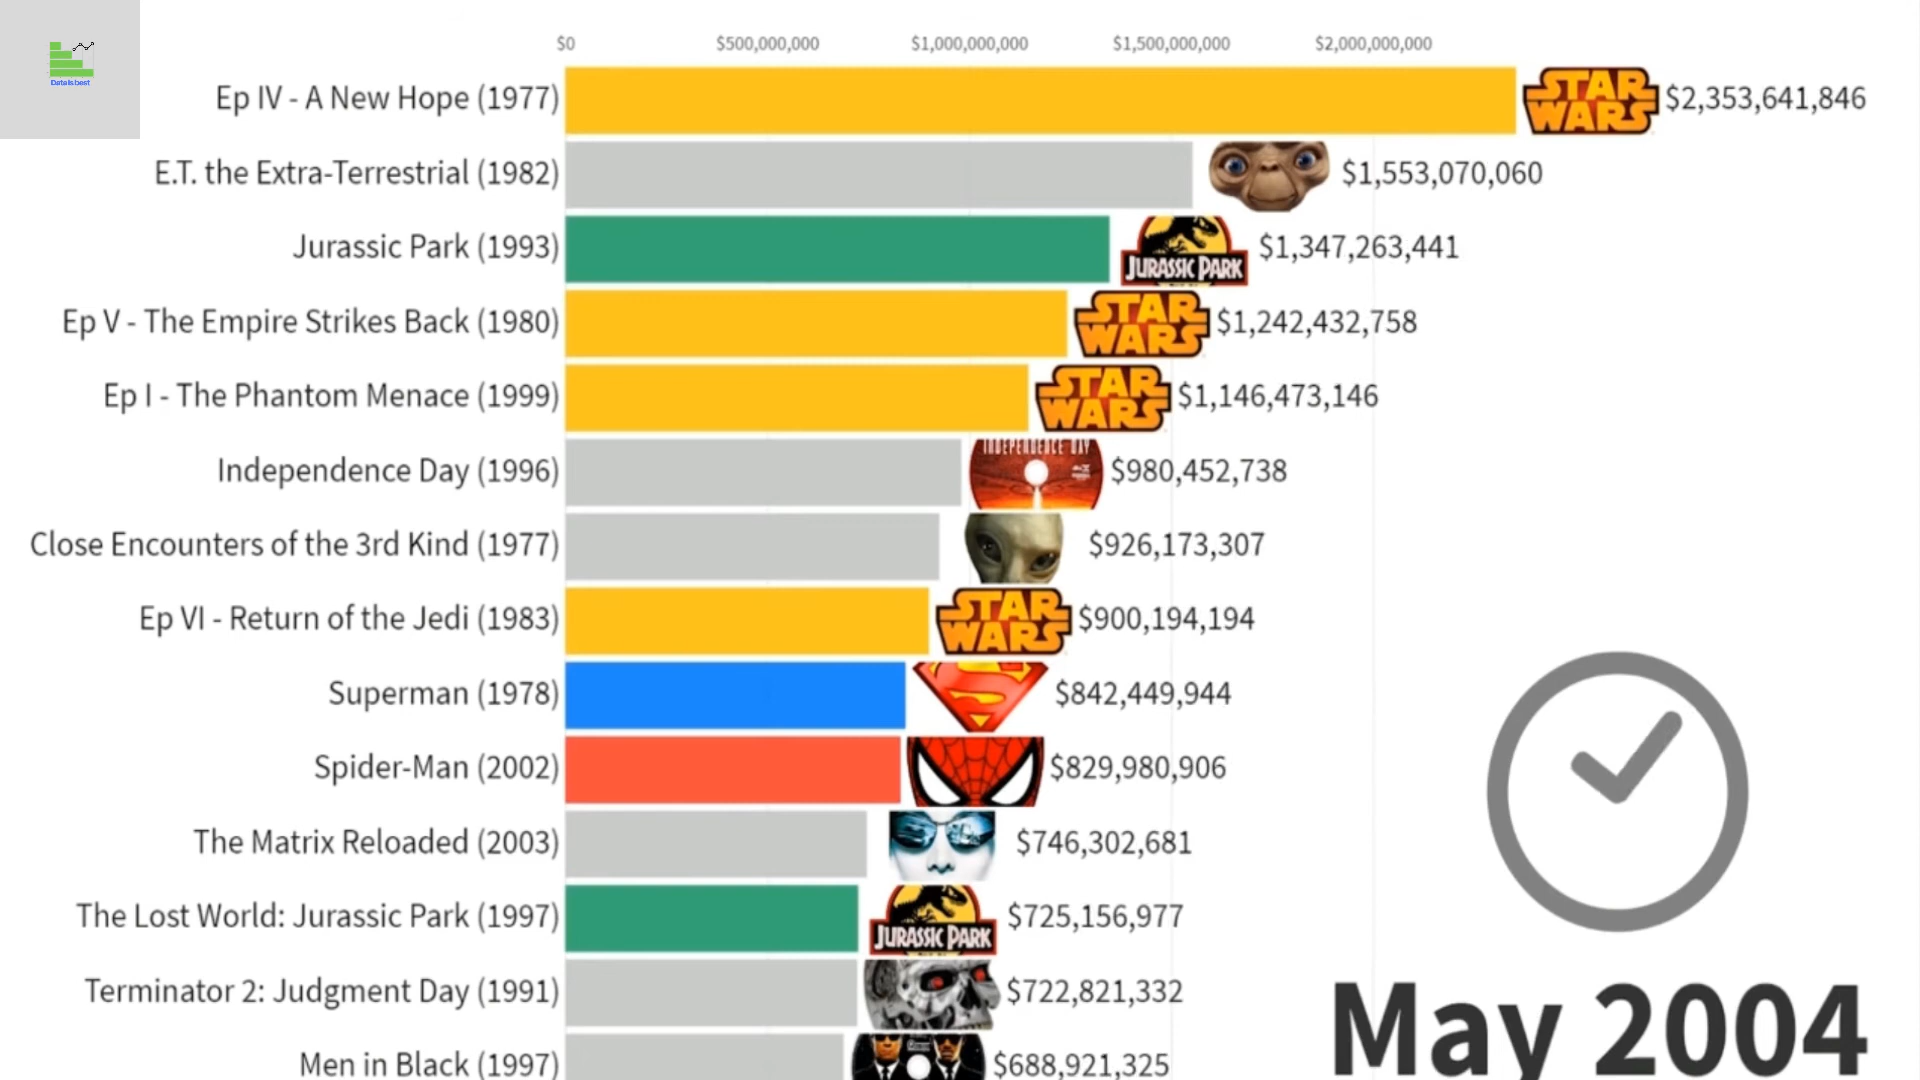 $0 $500,000,000 $1,000,000,000 $1,500,000,000 $2,000,000,000
Data is best
Ep IV - A New Hope (1977) STAR WARS $2,353,641,846
E.T. the Extra-Terrestrial (1982) $1,553,070,060
Jurassic Park (1993) JURASSIC PARK $1,347,263,441
Ep V - The Empire Strikes Back (1980) STAR WARS $1,242,432,758
Ep I - The Phantom Menace (1999) STAR WARS $1,146,473,146
Independence Day (1996) INDEPENDENCE DAY $980,452,738
Close Encounters of the 3rd Kind (1977) $926,173,307
Ep VI - Return of the Jedi (1983) STAR WARS $900,194,194
Superman (1978) $842,449,944
Spider-Man (2002) $829,980,906
The Matrix Reloaded (2003) $746,302,681
The Lost World: Jurassic Park (1997) JURASSIC PARK $725,156,977
Terminator 2: Judgment Day (1991) $722,821,332
Men in Black (1997) $688,921,325
May 2004